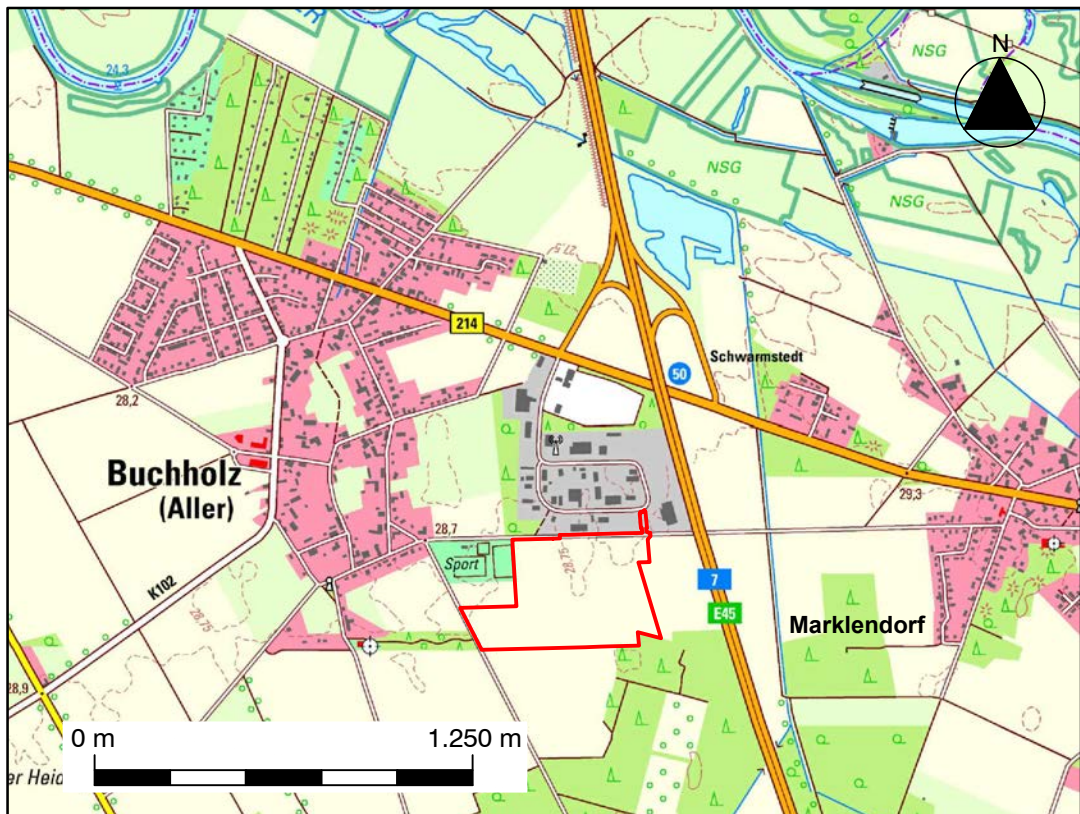 24,3
NSG
N
NSG
NSG
27,5
214
50
Schwarmstedt
28,2
Buchholz
(Aller)
29,3
28,7
Sport
28,75
K102
7
E45
28,75
Marklendorf
28,9
0 m 1.250 m
er Heid